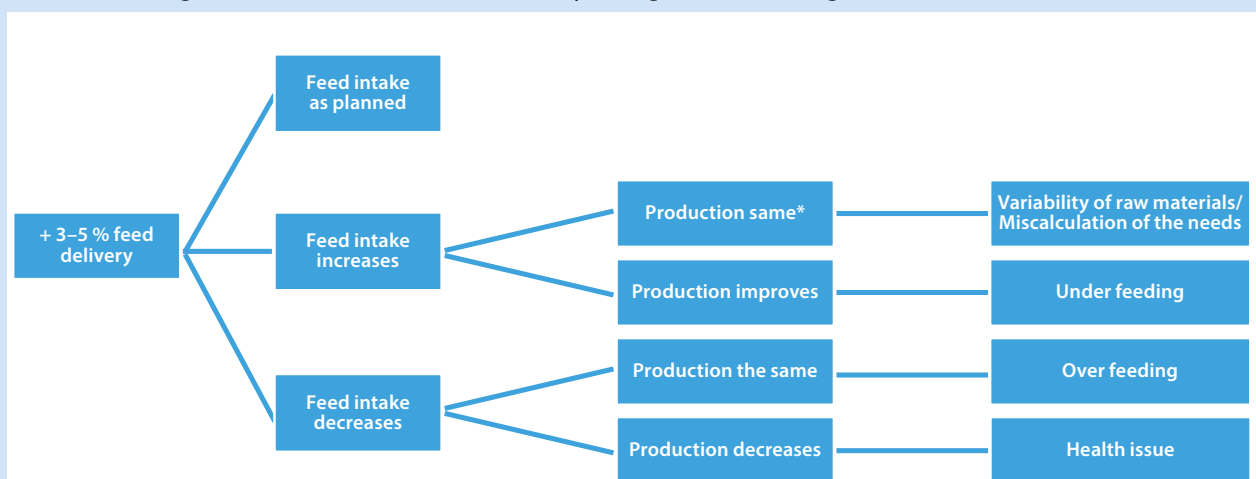 Feed intake
as planned
+ 3–5 % feed
delivery
Feed intake
increases
Feed intake
decreases
Production same*
Production improves
Production the same
Production decreases
Variability of raw materials/
Miscalculation of the needs
Under feeding
Over feeding
Health issue